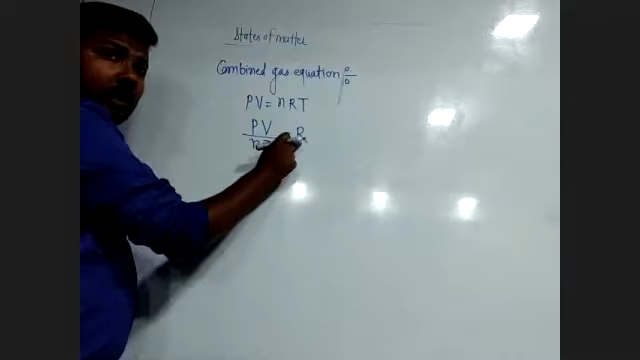 States of matter
Combined gas equation :-
PV = nRT
PV
n R